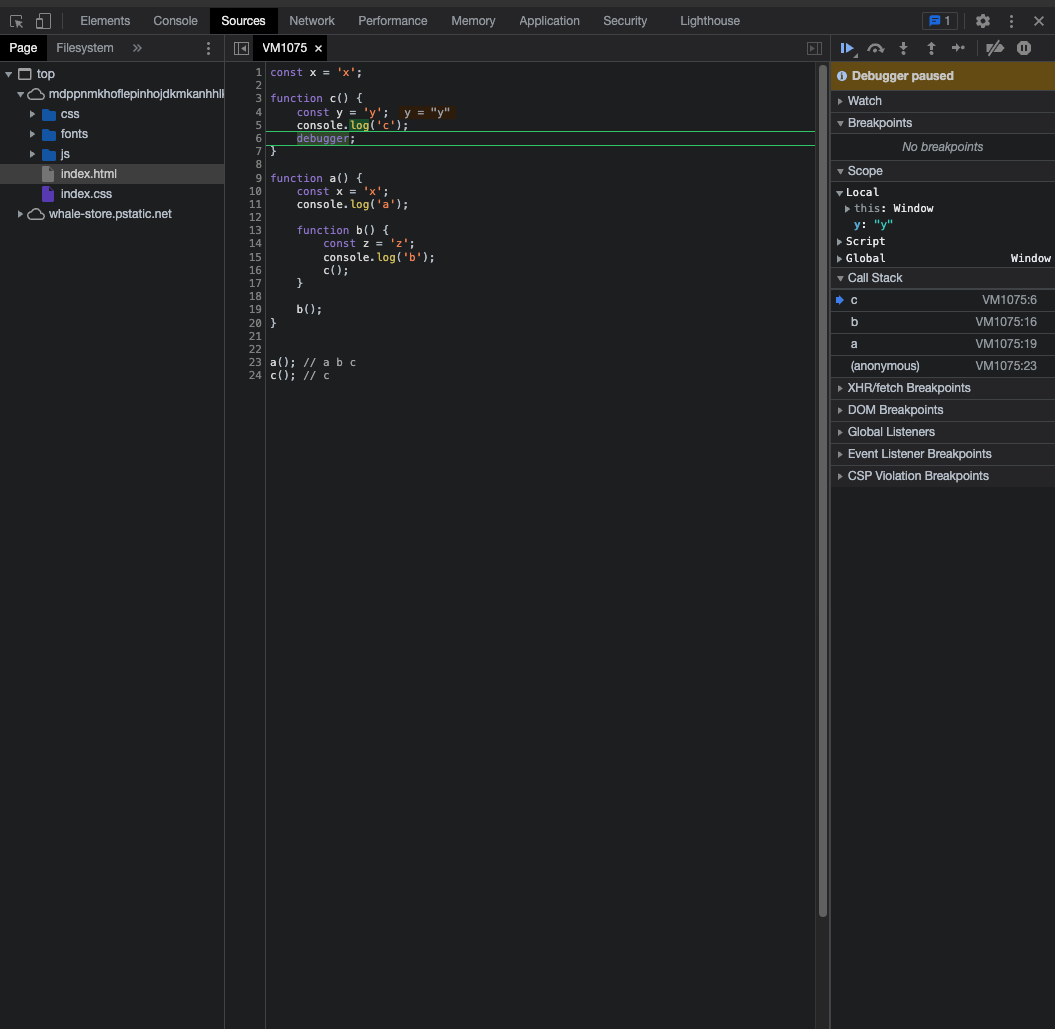 Elements Console Sources Network Performance Memory Application Security Lighthouse 1
Page Filesystem » VM1075 ×
top
mdppnmkhoflepinhojdkmkanhhl
css
fonts
js
index.html
index.css
whale-store.pstatic.net
1 const x = 'x';
2
3 function c() {
4 const y = 'y'; y = "y"
5 console.log('c');
6 debugger;
7 }
8
9 function a() {
10 const x = 'x';
11 console.log('a');
12
13 function b() {
14 const z = 'z';
15 console.log('b');
16 c();
17 }
18
19 b();
20 }
21
22
23 a(); // a b c
24 c(); // c
Debugger paused
Watch
Breakpoints
No breakpoints
Scope
Local
this: Window
y: "y"
Script
Global Window
Call Stack
c VM1075:6
b VM1075:16
a VM1075:19
(anonymous) VM1075:23
XHR/fetch Breakpoints
DOM Breakpoints
Global Listeners
Event Listener Breakpoints
CSP Violation Breakpoints